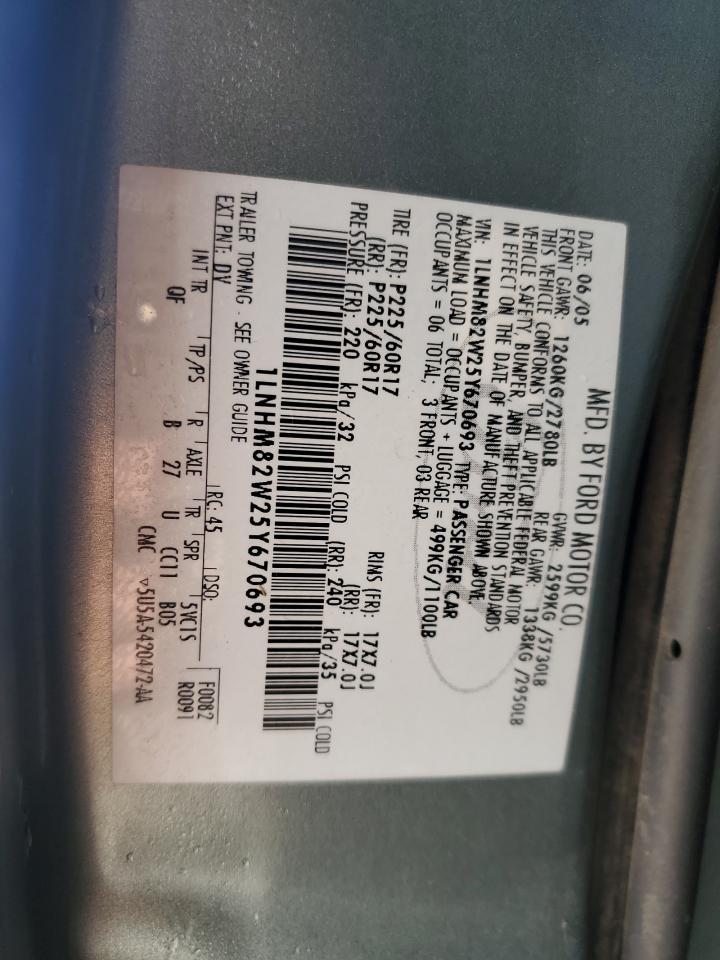 MFD. BY FORD MOTOR CO.
DATE: 06/05 GVWR: 2599KG/5730LB
FRONT GAWR: 1260KG/2780LB REAR GAWR: 1338KG/2950LB
THIS VEHICLE CONFORMS TO ALL APPLICABLE FEDERAL MOTOR
VEHICLE SAFETY, BUMPER, AND THEFT PREVENTION STANDARDS
IN EFFECT ON THE DATE OF MANUFACTURE SHOWN ABOVE
VIN: 1LNHM82W25Y670693 TYPE: PASSENGER CAR
MAXIMUM LOAD = OCCUPANTS + LUGGAGE = 499KG/1100LB
OCCUPANTS = 06 TOTAL; 3 FRONT, 03 REAR
TIRE (FR): P225/60R17 RIMS (FR): 17X7.0J
(RR): P225/60R17 (RR): 17X7.0J
PRESSURE (FR): 220 kPa/32 PSI COLD (RR): 240 kPa/35 PSI COLD
1LNHM82W25Y670693
TRAILER TOWING - SEE OWNER GUIDE
EXT PNT: DV RC: 45 DSO: F0082
R0091
INT TR TP/PS R AXLE TR SPR 5VC1S
QF B 27 U CC11 B05
CMC ▽5U5A-5420472-AA